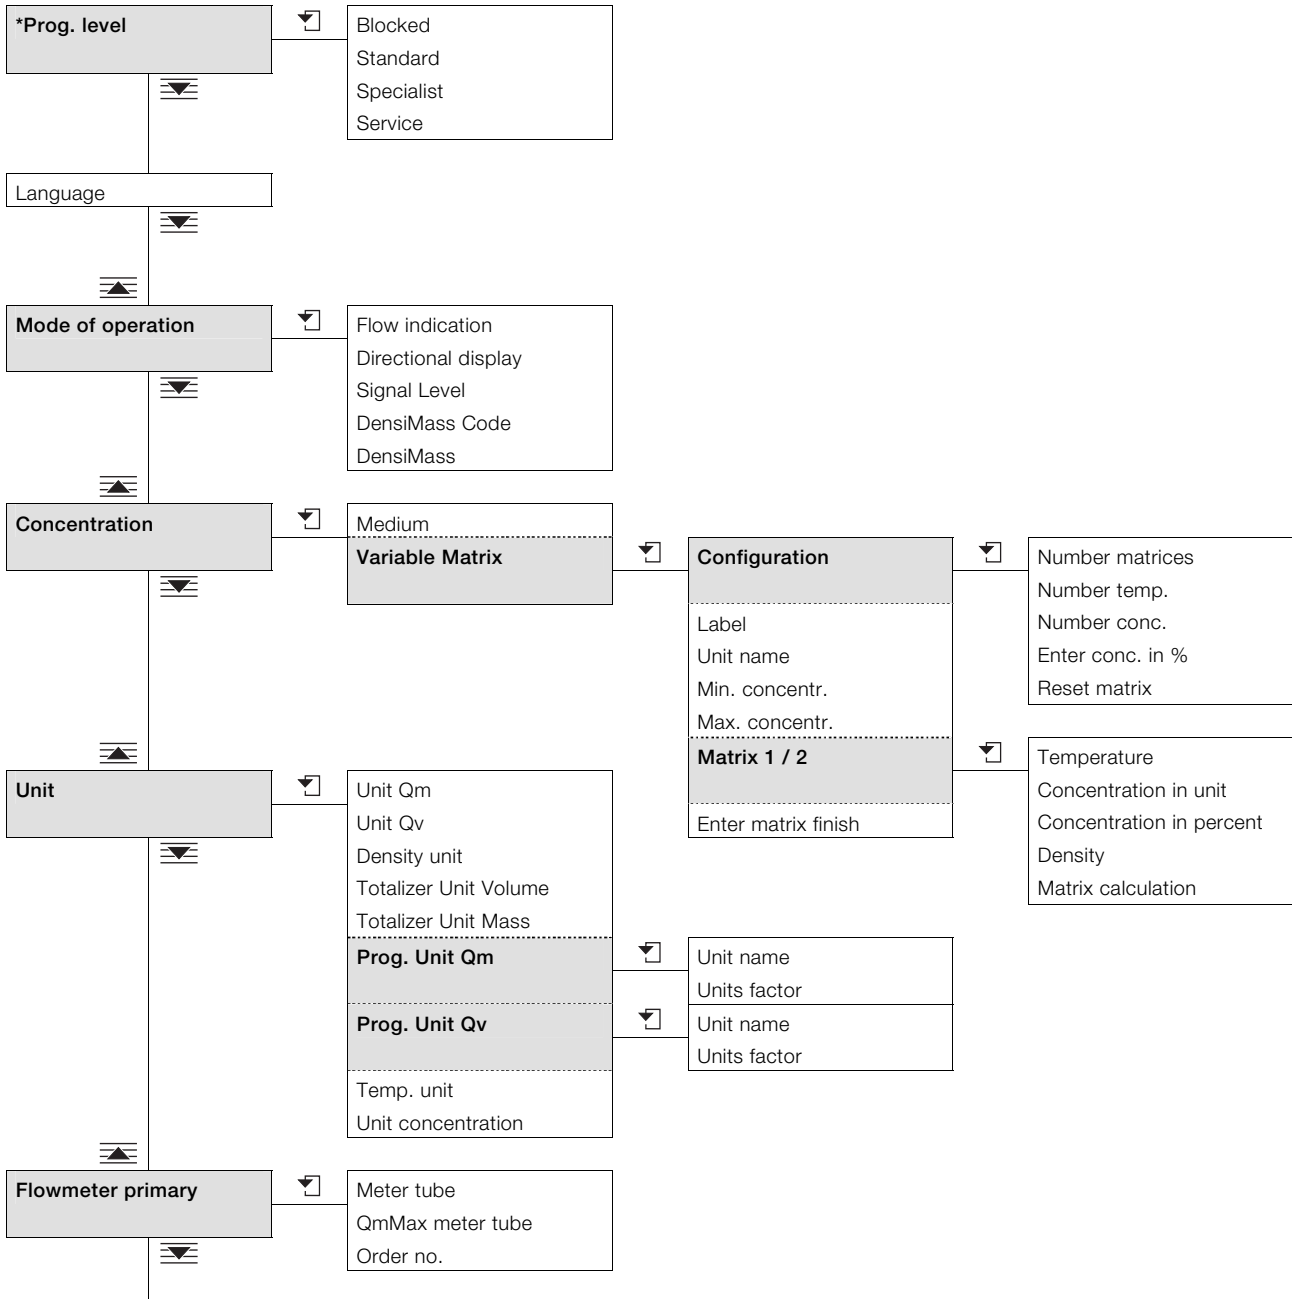 *Prog. level
Blocked
Standard
Specialist
Service
Language
Mode of operation
Flow indication
Directional display
Signal Level
DensiMass Code
DensiMass
Concentration
Medium
Variable Matrix
Configuration
Number matrices
Number temp.
Number conc.
Enter conc. in %
Reset matrix
Label
Unit name
Min. concentr.
Max. concentr.
Matrix 1 / 2
Temperature
Concentration in unit
Concentration in percent
Density
Matrix calculation
Enter matrix finish
Unit
Unit Qm
Unit Qv
Density unit
Totalizer Unit Volume
Totalizer Unit Mass
Prog. Unit Qm
Unit name
Units factor
Prog. Unit Qv
Unit name
Units factor
Temp. unit
Unit concentration
Flowmeter primary
Meter tube
QmMax meter tube
Order no.